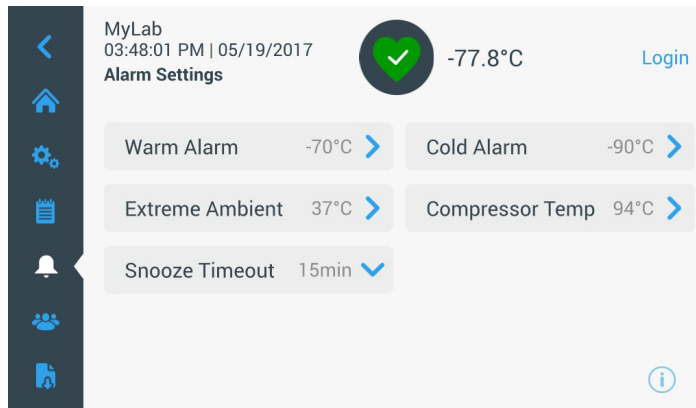 MyLab
03:48:01 PM | 05/19/2017
Alarm Settings
-77.8°C
Login
Warm Alarm -70°C
Cold Alarm -90°C
Extreme Ambient 37°C
Compressor Temp 94°C
Snooze Timeout 15min
i